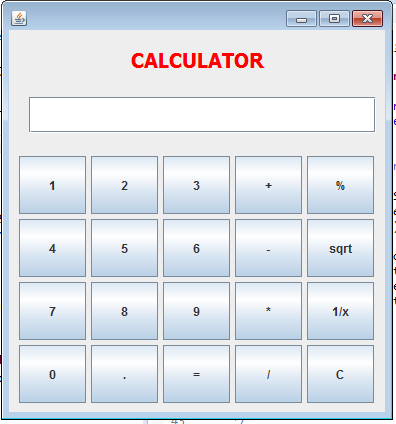 CALCULATOR
1 2 3 + %
4 5 6 - sqrt
7 8 9 * 1/x
0 . = / C